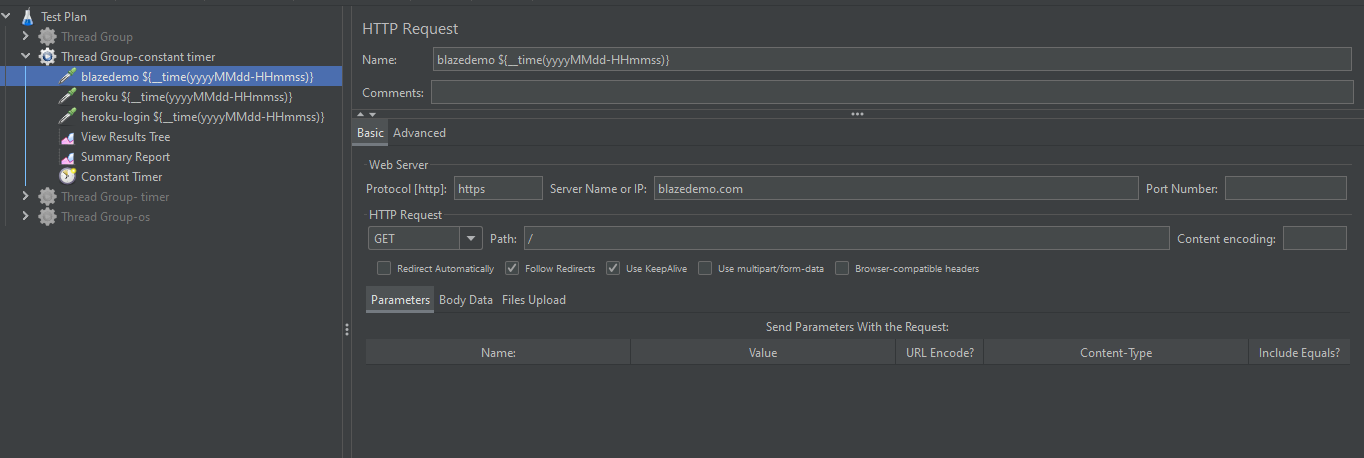 Test Plan
Thread Group
Thread Group-constant timer
blazedemo ${__time(yyyyMMdd-HHmmss)}
heroku ${__time(yyyyMMdd-HHmmss)}
heroku-login ${__time(yyyyMMdd-HHmmss)}
View Results Tree
Summary Report
Constant Timer
Thread Group- timer
Thread Group-os
HTTP Request
Name: blazedemo ${__time(yyyyMMdd-HHmmss)}
Comments:
Basic Advanced
Web Server
Protocol [http]: https Server Name or IP: blazedemo.com Port Number:
HTTP Request
GET Path: / Content encoding:
Redirect Automatically Follow Redirects Use KeepAlive Use multipart/form-data Browser-compatible headers
Parameters Body Data Files Upload
Send Parameters With the Request:
Name: Value URL Encode? Content-Type Include Equals?